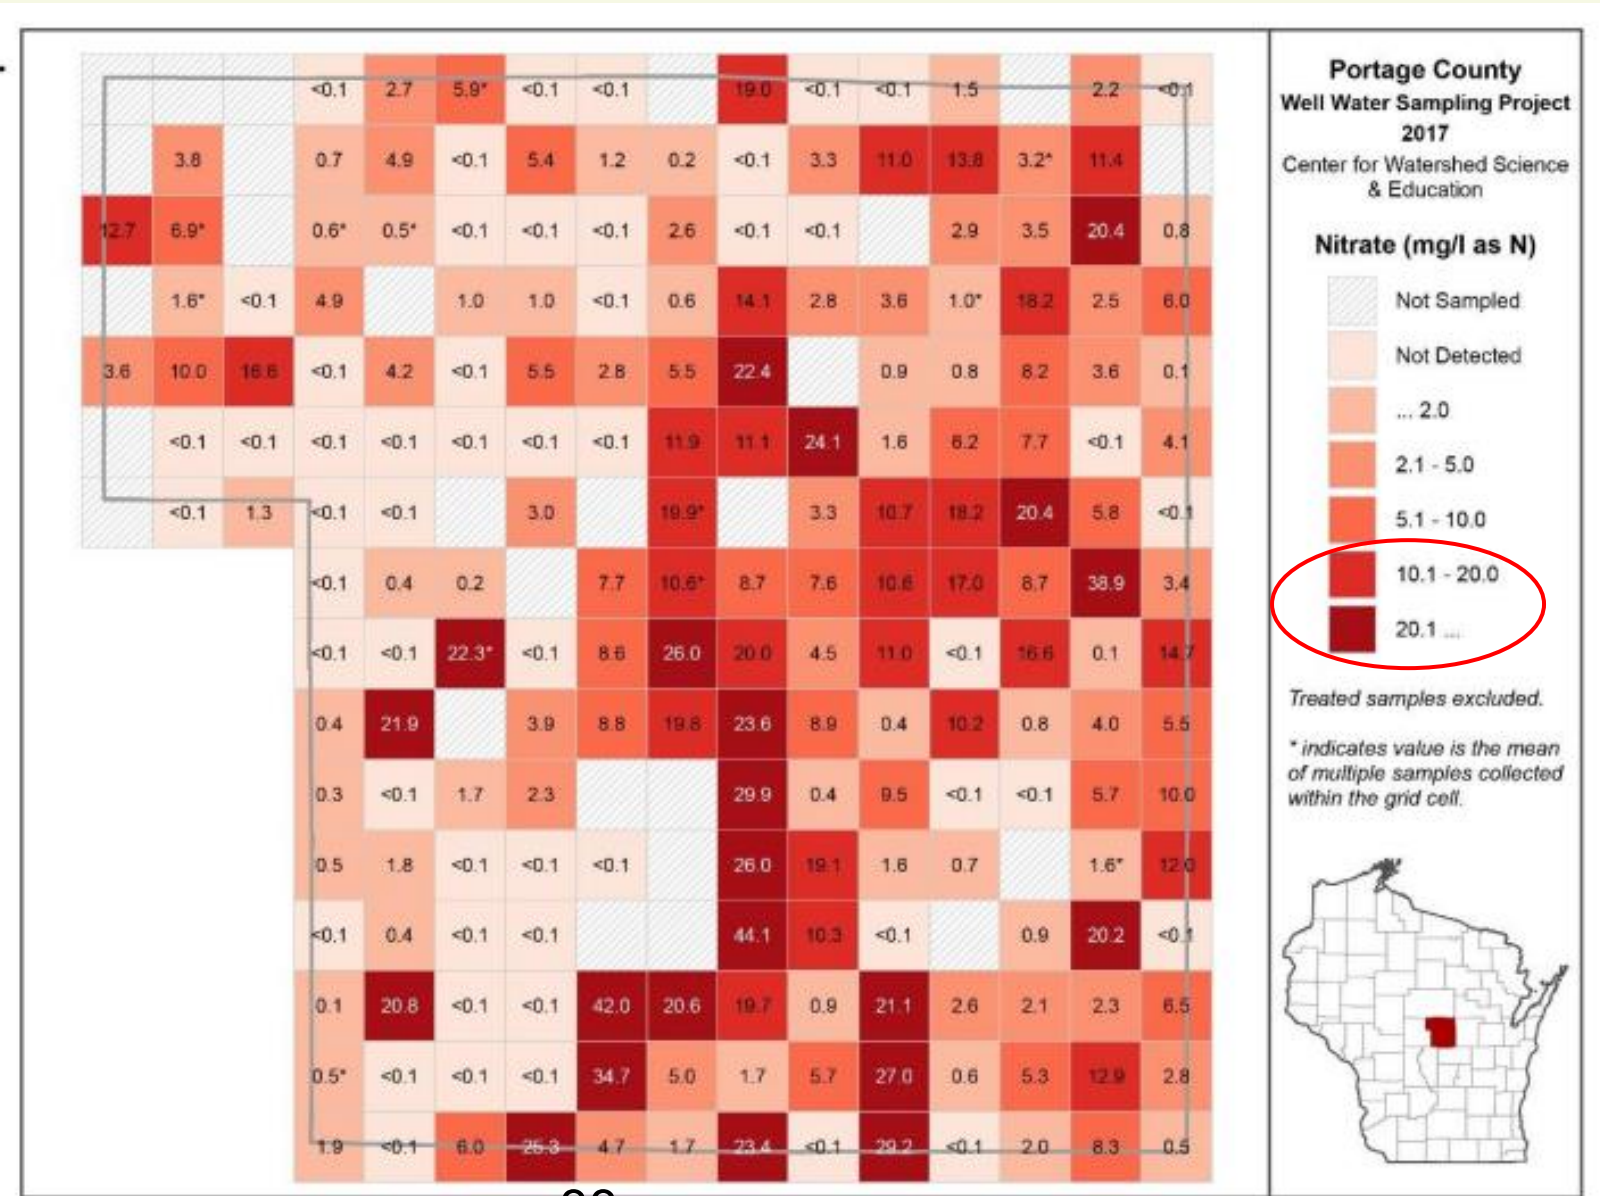 <0.1 2.7 5.9* <0.1 <0.1 19.0 <0.1 <0.1 1.5 2.2 <0.1
3.8 0.7 4.9 <0.1 5.4 1.2 0.2 <0.1 3.3 11.0 13.8 3.2* 11.4
12.7 6.9* 0.6* 0.5* <0.1 <0.1 <0.1 2.6 <0.1 <0.1 2.9 3.5 20.4 0.8
1.6* <0.1 4.9 1.0 1.0 <0.1 0.6 14.1 2.8 3.6 1.0* 18.2 2.5 6.0
3.6 10.0 16.6 <0.1 4.2 <0.1 5.5 2.8 5.5 22.4 0.9 0.8 8.2 3.6 0.1
<0.1 <0.1 <0.1 <0.1 <0.1 <0.1 <0.1 11.9 11.1 24.1 1.6 6.2 7.7 <0.1 4.1
<0.1 1.3 <0.1 <0.1 3.0 19.9* 3.3 10.7 18.2 20.4 5.8 <0.1
<0.1 0.4 0.2 7.7 10.6* 8.7 7.6 10.6 17.0 8.7 38.9 3.4
<0.1 <0.1 22.3* <0.1 8.6 26.0 20.0 4.5 11.0 <0.1 16.6 0.1 14.7
0.4 21.9 3.9 8.8 19.8 23.6 8.9 0.4 10.2 0.8 4.0 5.5
0.3 <0.1 1.7 2.3 29.9 0.4 9.5 <0.1 <0.1 5.7 10.0
0.5 1.8 <0.1 <0.1 <0.1 26.0 19.1 1.6 0.7 1.6* 12.0
<0.1 0.4 <0.1 <0.1 44.1 10.3 <0.1 0.9 20.2 <0.1
0.1 20.8 <0.1 <0.1 42.0 20.6 19.7 0.9 21.1 2.6 2.1 2.3 6.5
0.5* <0.1 <0.1 <0.1 34.7 5.0 1.7 5.7 27.0 0.6 5.3 12.9 2.8
1.9 <0.1 6.0 25.3 4.7 1.7 23.4 <0.1 29.2 <0.1 2.0 8.3 0.5
Portage County
Well Water Sampling Project
2017
Center for Watershed Science
& Education
Nitrate (mg/l as N)
Not Sampled
Not Detected
... 2.0
2.1 - 5.0
5.1 - 10.0
10.1 - 20.0
20.1 ...
Treated samples excluded.
* indicates value is the mean
of multiple samples collected
within the grid cell.